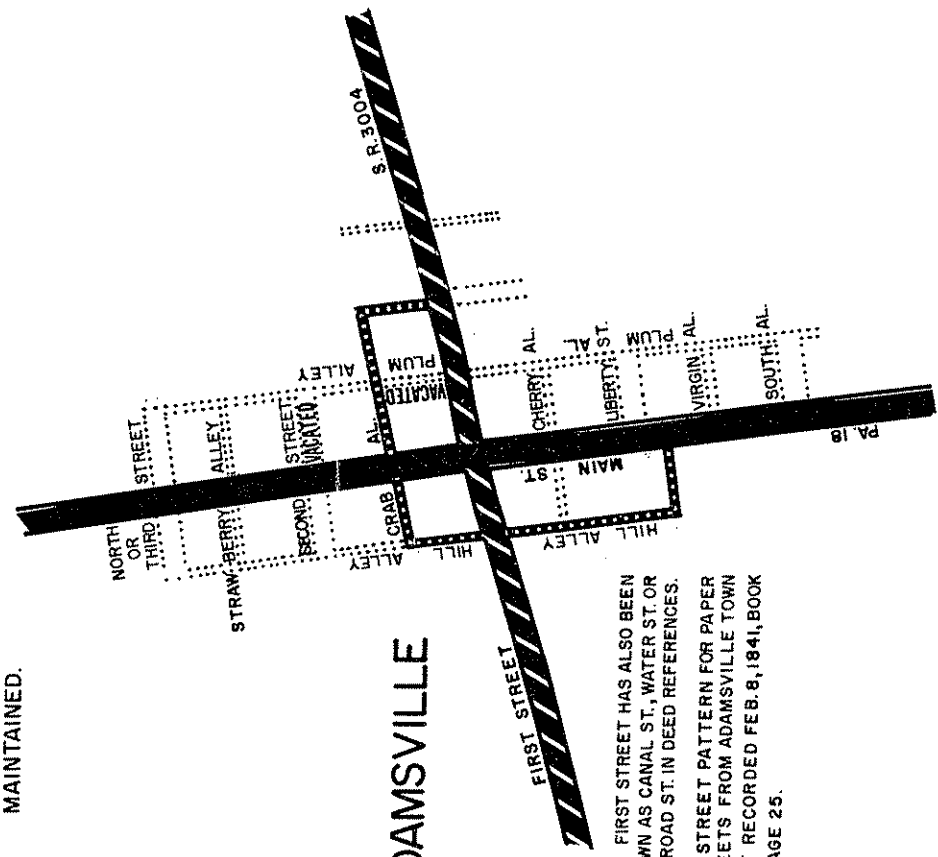 MAINTAINED.
S.R.3004
NORTH
OR
THIRD STREET
STRAW BERRY ALLEY
SECOND STREET
VACATED
CRAB AL.
ALLEY
PLUM
VACATED
HILL ALLEY
HILL ALLEY
CHERRY AL.
LIBERTY ST.
PLUM AL
VIRGIN AL.
SOUTH AL.
MAIN ST.
PA. 18
FIRST STREET
DAMSVILLE
FIRST STREET HAS ALSO BEEN
WN AS CANAL ST., WATER ST. OR
ROAD ST. IN DEED REFERENCES.
STREET PATTERN FOR PAPER
EETS FROM ADAMSVILLE TOWN
RECORDED FEB. 8, 1841, BOOK
AGE 25.